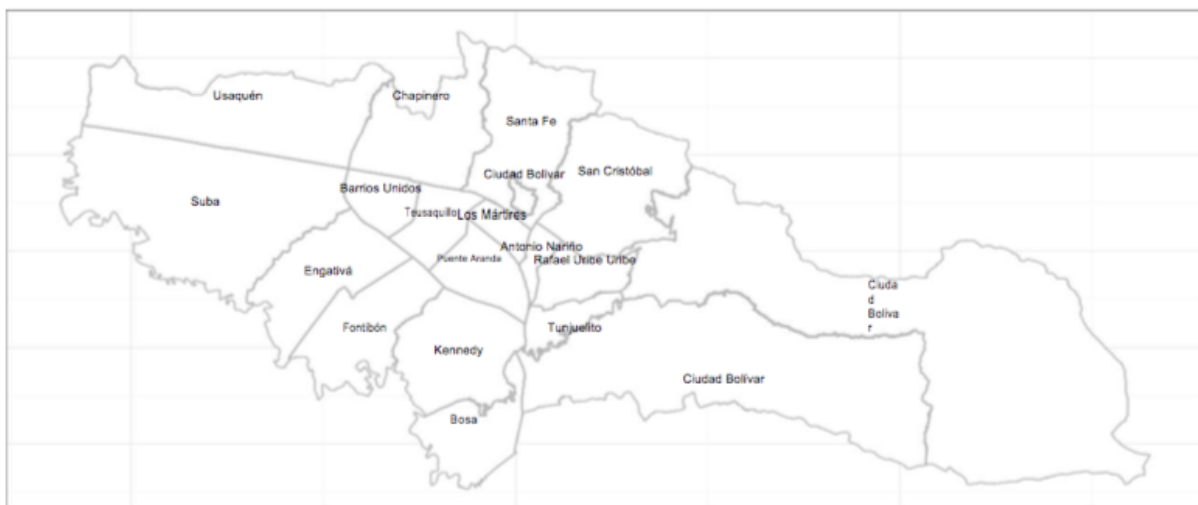 Usaquén
Chapinero
Santa Fe
Ciudad Bolívar
San Cristóbal
Barrios Unidos
Suba
Teusaquillo
Los Mártires
Antonio Nariño
Puente Aranda
Rafael Uribe Uribe
Engativá
Ciuda
d
Bolívar
r
Fontibón
Tunjuelito
Kennedy
Ciudad Bolívar
Bosa